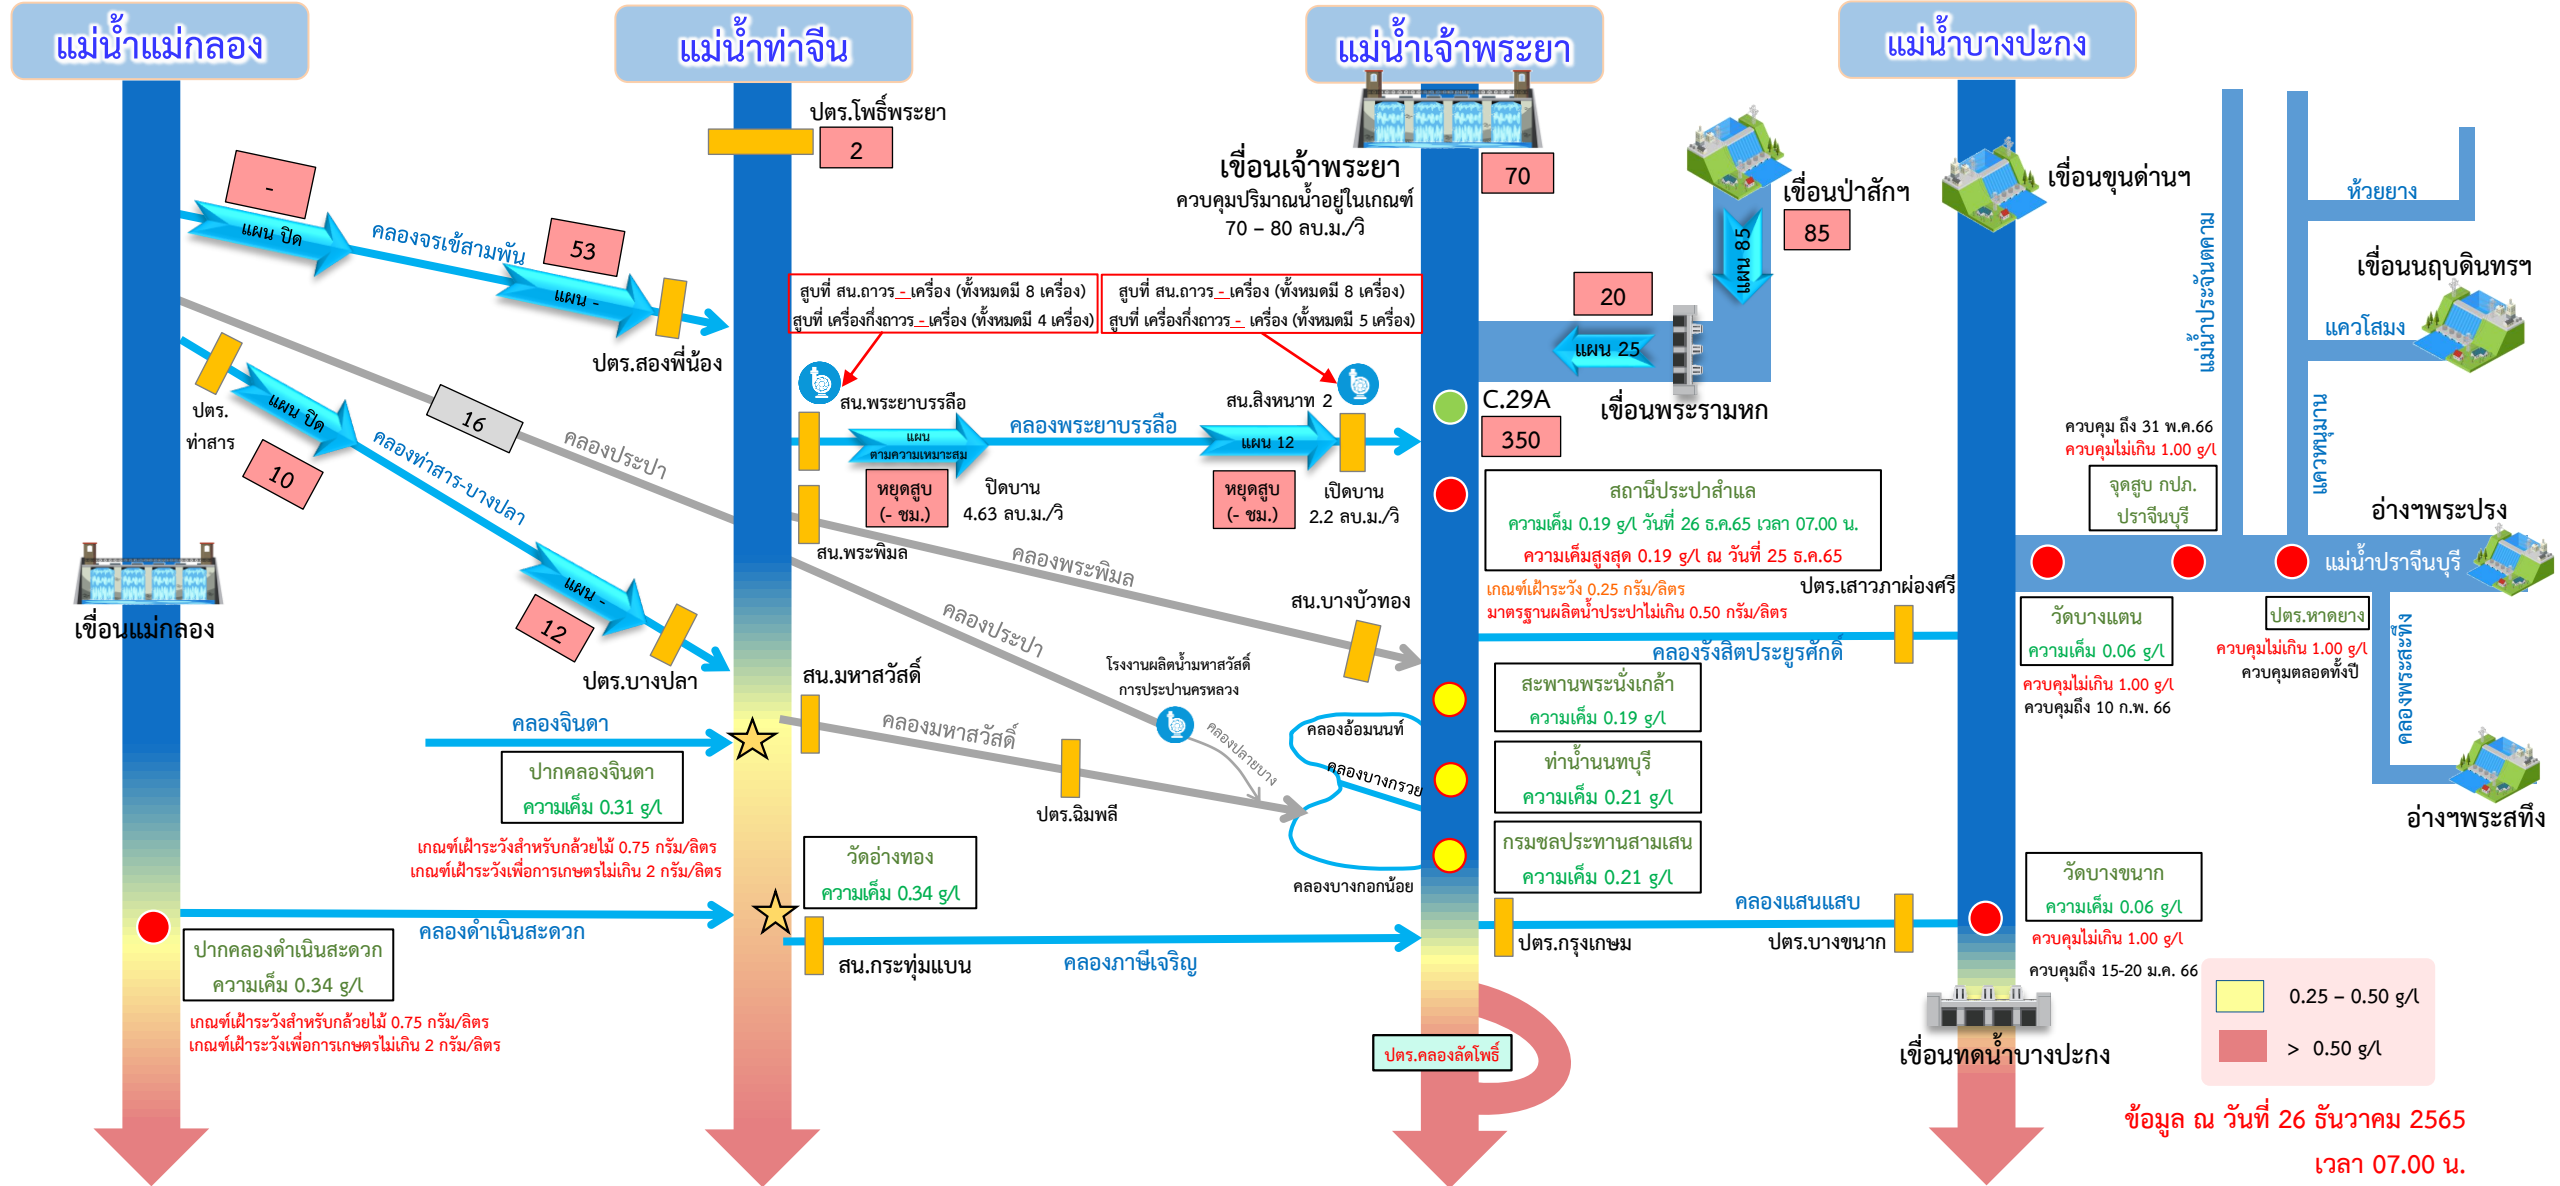 แม่น้ำแม่กลอง
แม่น้ำท่าจีน
แม่น้ำเจ้าพระยา
แม่น้ำบางปะกง
ปตร.โพธิ์พระยา
2
-
แผน ปิด
คลองจรเข้สามพัน
53
แผน -
ปตร.สองพี่น้อง
ปตร.
ท่าสาร
แผน ปิด
10
คลองท่าสาร-บางปลา
16
คลองประปา
แผน -
12
ปตร.บางปลา
เขื่อนแม่กลอง
คลองจินดา
ปากคลองจินดา
ความเค็ม 0.31 g/l
เกณฑ์เฝ้าระวังสำหรับกล้วยไม้ 0.75 กรัม/ลิตร
เกณฑ์เฝ้าระวังเพื่อการเกษตรไม่เกิน 2 กรัม/ลิตร
คลองดำเนินสะดวก
ปากคลองดำเนินสะดวก
ความเค็ม 0.34 g/l
เกณฑ์เฝ้าระวังสำหรับกล้วยไม้ 0.75 กรัม/ลิตร
เกณฑ์เฝ้าระวังเพื่อการเกษตรไม่เกิน 2 กรัม/ลิตร
เขื่อนเจ้าพระยา
ควบคุมปริมาณน้ำอยู่ในเกณฑ์
70 – 80 ลบ.ม./วิ
70
สูบที่ สน.ถาวร - เครื่อง (ทั้งหมดมี 8 เครื่อง)
สูบที่ เครื่องกึ่งถาวร - เครื่อง (ทั้งหมดมี 4 เครื่อง)
สูบที่ สน.ถาวร - เครื่อง (ทั้งหมดมี 8 เครื่อง)
สูบที่ เครื่องกึ่งถาวร - เครื่อง (ทั้งหมดมี 5 เครื่อง)
สน.พระยาบรรลือ
แผน
ตามความเหมาะสม
คลองพระยาบรรลือ
สน.สิงหนาท 2
แผน 12
หยุดสูบ
(- ชม.)
ปิดบาน
4.63 ลบ.ม./วิ
หยุดสูบ
(- ชม.)
เปิดบาน
2.2 ลบ.ม./วิ
สน.พระพิมล
คลองพระพิมล
สน.บางบัวทอง
คลองประปา
โรงงานผลิตน้ำมหาสวัสดิ์
การประปานครหลวง
คลองปลายบาง
สน.มหาสวัสดิ์
คลองมหาสวัสดิ์
ปตร.ฉิมพลี
คลองอ้อมนนท์
คลองบางกรวย
คลองบางกอกน้อย
วัดอ่างทอง
ความเค็ม 0.34 g/l
สน.กระทุ่มแบน
คลองภาษีเจริญ
เขื่อนป่าสักฯ
85
แผน 85
20
แผน 25
เขื่อนพระรามหก
C.29A
350
สถานีประปาสำแล
ความเค็ม 0.19 g/l วันที่ 26 ธ.ค.65 เวลา 07.00 น.
ความเค็มสูงสุด 0.19 g/l ณ วันที่ 25 ธ.ค.65
เกณฑ์เฝ้าระวัง 0.25 กรัม/ลิตร
มาตรฐานผลิตน้ำประปาไม่เกิน 0.50 กรัม/ลิตร
ปตร.เสาวภาผ่องศรี
คลองรังสิตประยูรศักดิ์
สะพานพระนั่งเกล้า
ความเค็ม 0.19 g/l
ท่าน้ำนนทบุรี
ความเค็ม 0.21 g/l
กรมชลประทานสามเสน
ความเค็ม 0.21 g/l
คลองแสนแสบ
ปตร.กรุงเกษม
ปตร.บางขนาก
ปตร.คลองลัดโพธิ์
เขื่อนขุนด่านฯ
แม่น้ำประจันตคาม
ห้วยยาง
เขื่อนนฤบดินทรฯ
แควโสมง
แควหนุมาน
ควบคุม ถึง 31 พ.ค.66
ควบคุมไม่เกิน 1.00 g/l
จุดสูบ กปภ.
ปราจีนบุรี
อ่างฯพระปรง
แม่น้ำปราจีนบุรี
วัดบางแตน
ความเค็ม 0.06 g/l
ควบคุมไม่เกิน 1.00 g/l
ควบคุมถึง 10 ก.พ. 66
ปตร.หาดยาง
ควบคุมไม่เกิน 1.00 g/l
ควบคุมตลอดทั้งปี
คลองพระสะทึง
อ่างฯพระสทึง
วัดบางขนาก
ความเค็ม 0.06 g/l
ควบคุมไม่เกิน 1.00 g/l
ควบคุมถึง 15-20 ม.ค. 66
เขื่อนทดน้ำบางปะกง
0.25 – 0.50 g/l
> 0.50 g/l
ข้อมูล ณ วันที่ 26 ธันวาคม 2565
เวลา 07.00 น.